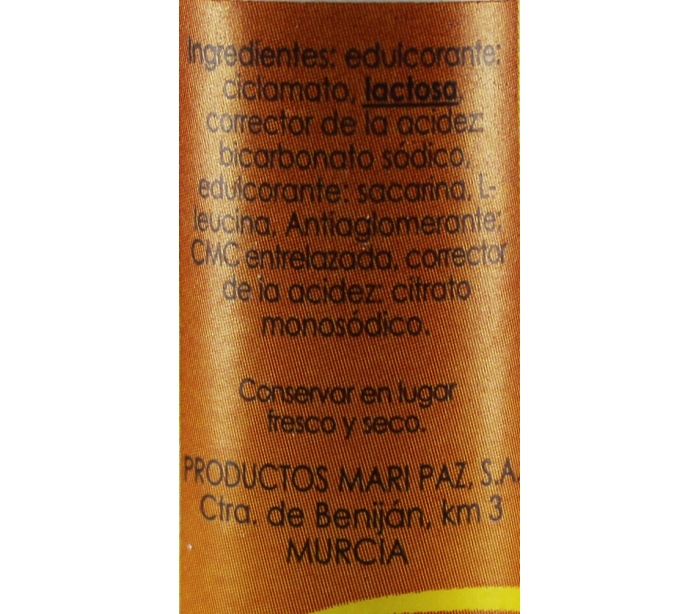 Ingredientes: edulcorante:
ciclamato, lactosa,
corrector de la acidez:
bicarbonato sódico,
edulcorante: sacarina, L-
leucina, Antiaglomerante:
CMC entrelazada, corrector
de la acidez: citrato
monosódico.
Conservar en lugar
fresco y seco.
PRODUCTOS MARI PAZ, S.A.
Ctra. de Beniján, km 3
MURCIA